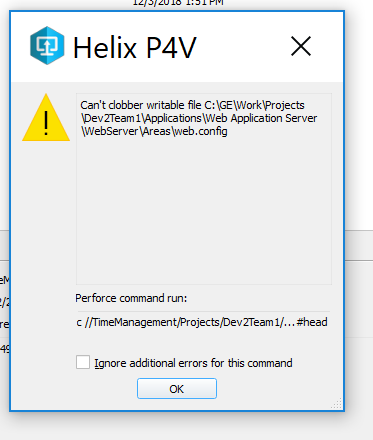 12/3/2018 1:51 PM
Helix P4V
Can't clobber writable file C:\GE\Work\Projects
\Dev2Team1\Applications\Web Application Server
\WebServer\Areas\web.config
Perforce command run:
c //TimeManagement/Projects/Dev2Team1/... #head
Ignore additional errors for this command
OK